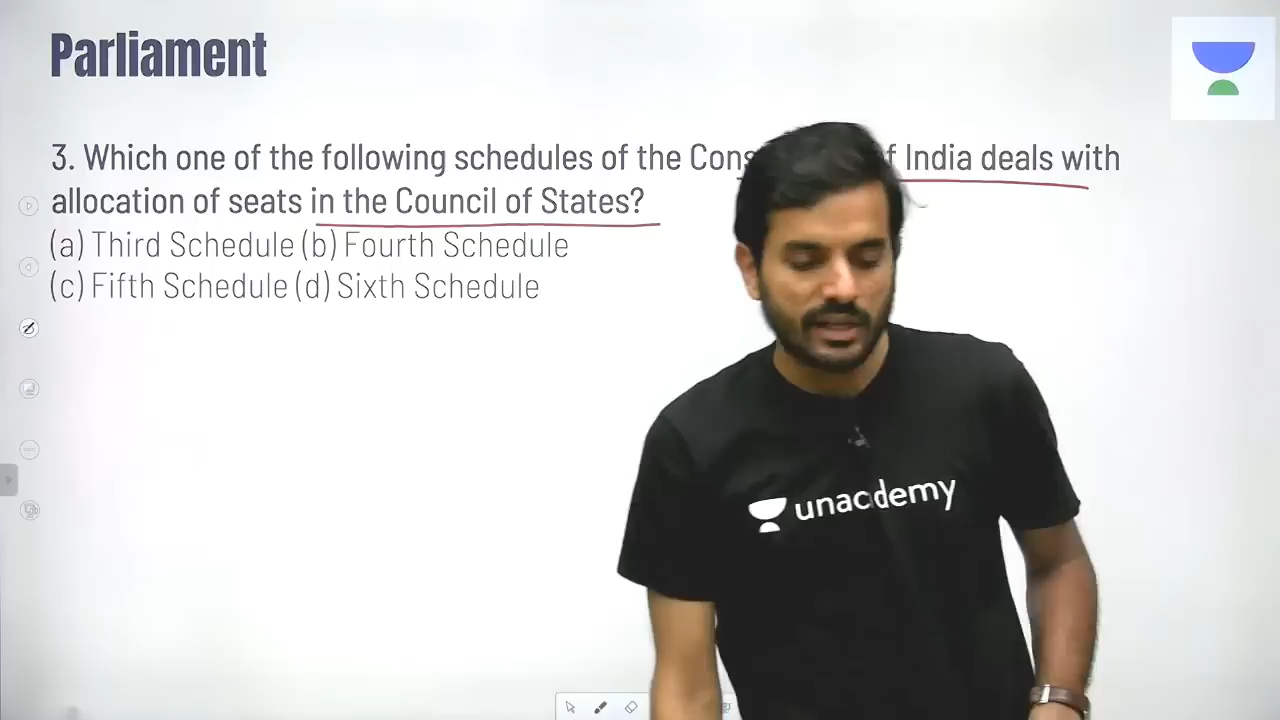 Parliament
3. Which one of the following schedules of the Cons f India deals with
allocation of seats in the Council of States?
(a) Third Schedule (b) Fourth Schedule
(c) Fifth Schedule (d) Sixth Schedule
unacademy